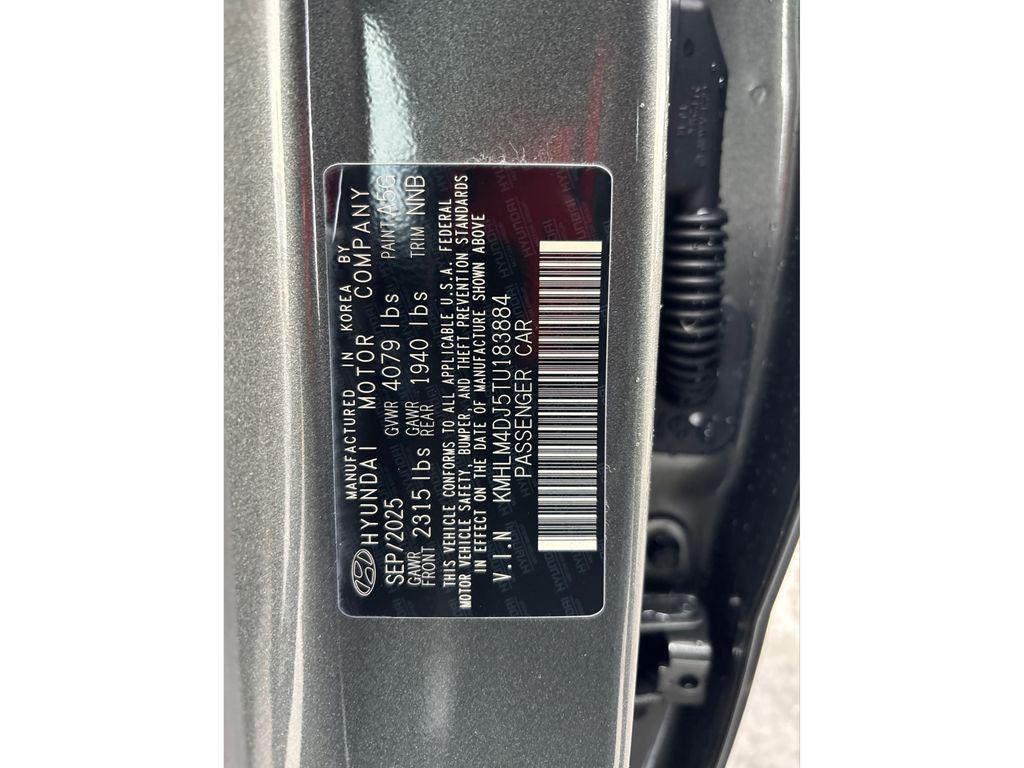 MANUFACTURED IN KOREA BY
HYUNDAI MOTOR COMPANY
SEP/2025 GVWR 4079 lbs PAINT A5G
GAWR FRONT 2315 lbs GAWR REAR 1940 lbs TRIM NNB
THIS VEHICLE CONFORMS TO ALL APPLICABLE U.S.A. FEDERAL
MOTOR VEHICLE SAFETY, BUMPER, AND THEFT PREVENTION STANDARDS
IN EFFECT ON THE DATE OF MANUFACTURE SHOWN ABOVE
V.I.N KMHLM4DJ5TU183884
PASSENGER CAR